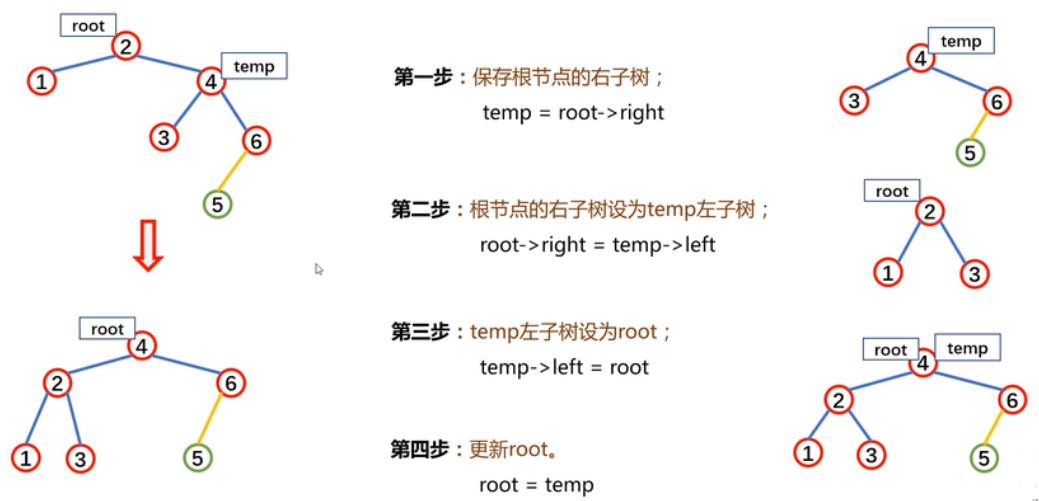 root
2
1
temp
4
3
6
5
root
4
2
6
1
3
5
第一步：保存根节点的右子树；
temp = root->right
第二步：根节点的右子树设为temp左子树；
root->right = temp->left
第三步：temp左子树设为root；
temp->left = root
第四步：更新root。
root = temp
temp
4
3
6
5
root
2
1
3
root
temp
4
2
6
1
3
5